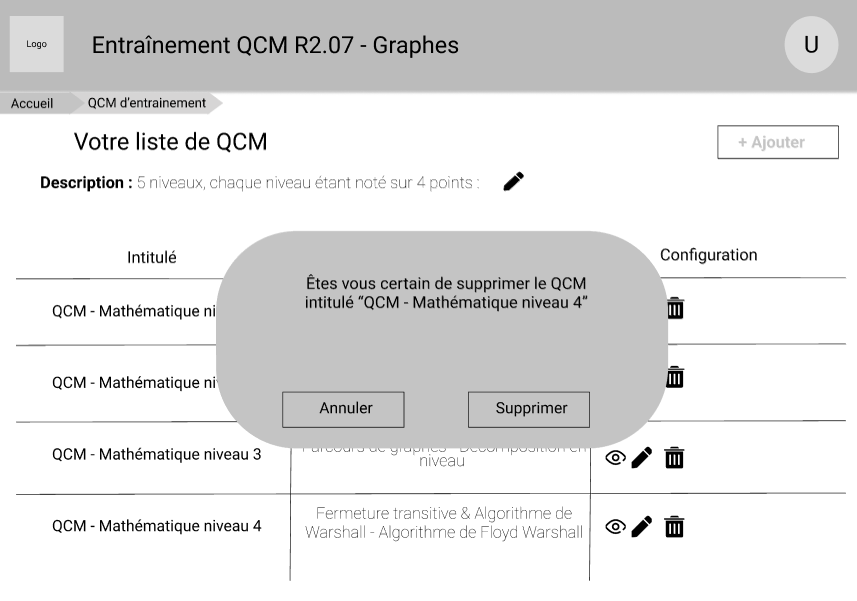 Logo
Entraînement QCM R2.07 - Graphes
U
Accueil
QCM d'entrainement
Votre liste de QCM
+ Ajouter
Description : 5 niveaux, chaque niveau étant noté sur 4 points :
Intitulé
Configuration
Êtes vous certain de supprimer le QCM
intitulé “QCM - Mathématique niveau 4”
QCM - Mathématique ni
QCM - Mathématique ni
Annuler
Supprimer
QCM - Mathématique niveau 3
Parcours de graphes - Décomposition en
niveau
QCM - Mathématique niveau 4
Fermeture transitive & Algorithme de
Warshall - Algorithme de Floyd Warshall